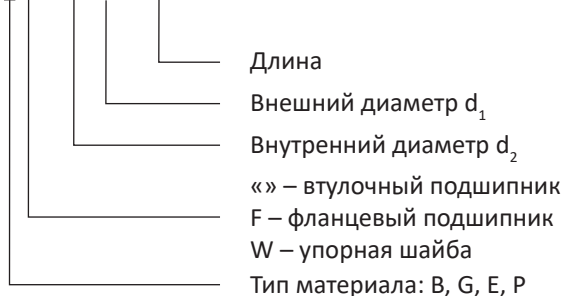 Длина
Внешний диаметр d₁
Внутренний диаметр d₂
«» – втулочный подшипник
F – фланцевый подшипник
W – упорная шайба
Тип материала: B, G, E, P